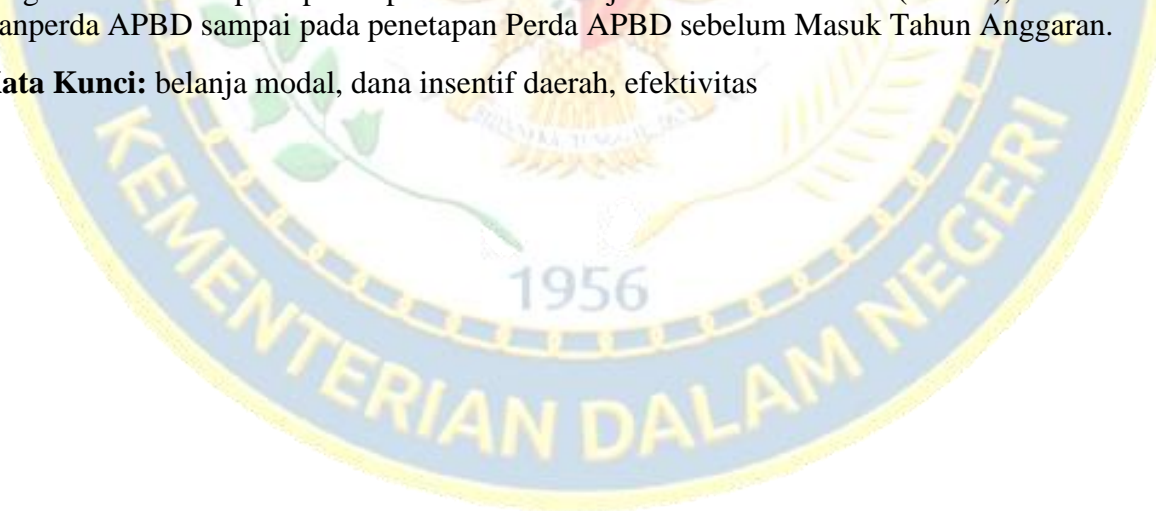 anperda APBD sampai pada penetapan Perda APBD sebelum Masuk Tahun Anggaran.
ata Kunci: belanja modal, dana insentif daerah, efektivitas
1956
KEMENTERIAN DALAM NEGERI